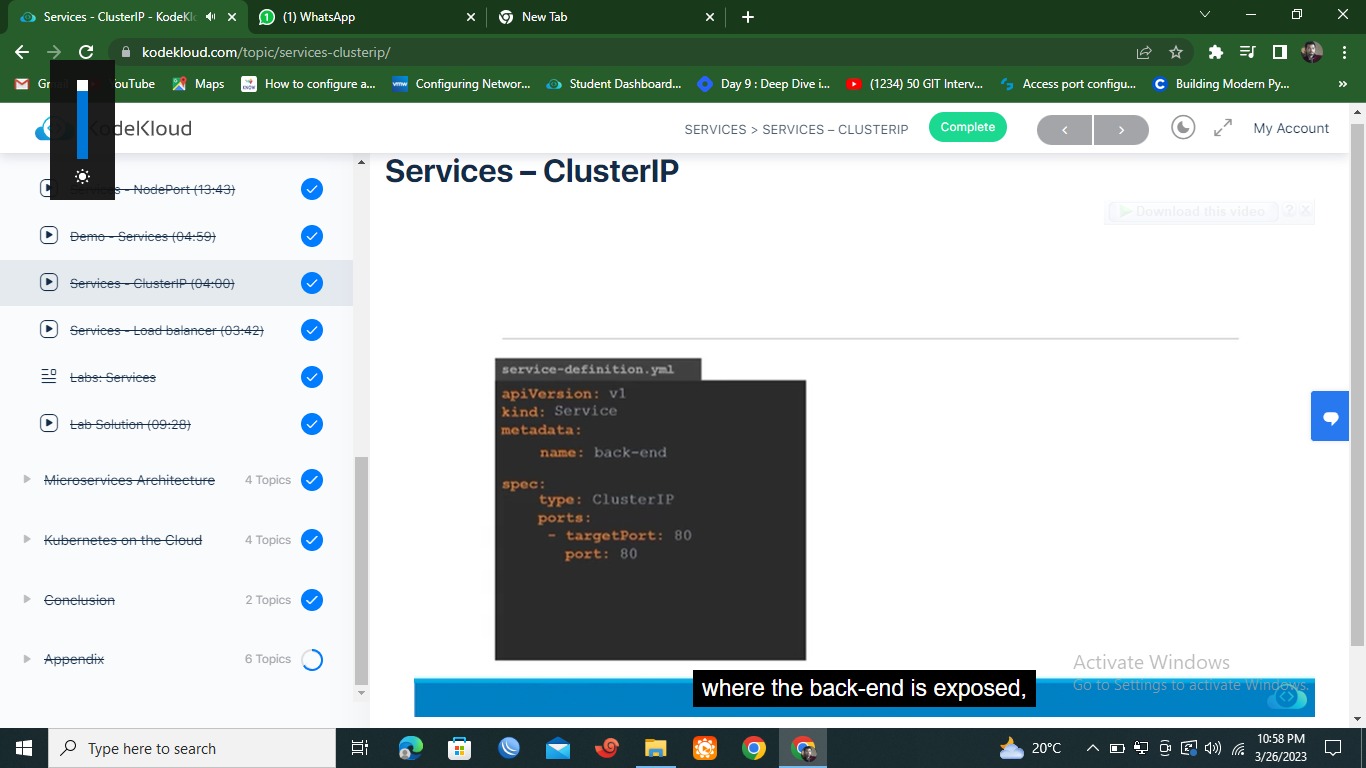 Services - ClusterIP - KodeKl
(1) WhatsApp
New Tab
kodekloud.com/topic/services-clusterip/
YouTube
Maps
How to configure a...
Configuring Networ...
Student Dashboard...
Day 9 : Deep Dive i...
(1234) 50 GIT Interv...
Access port configu...
Building Modern Py...
»
KodeKloud
SERVICES > SERVICES – CLUSTERIP
Complete
My Account
Services - NodePort (13:43)
Demo - Services (04:59)
Services - ClusterIP (04:00)
Services - Load balancer (03:42)
Labs: Services
Lab Solution (09:28)
Microservices Architecture 4 Topics
Kubernetes on the Cloud 4 Topics
Conclusion 2 Topics
Appendix 6 Topics
Services – ClusterIP
Download this video ? X
service-definition.yml
apiVersion: v1
kind: Service
metadata:
name: back-end
spec:
type: ClusterIP
ports:
- targetPort: 80
port: 80
where the back-end is exposed,
Activate Windows
Go to Settings to activate Windows.
Type here to search
20°C
10:58 PM
3/26/2023